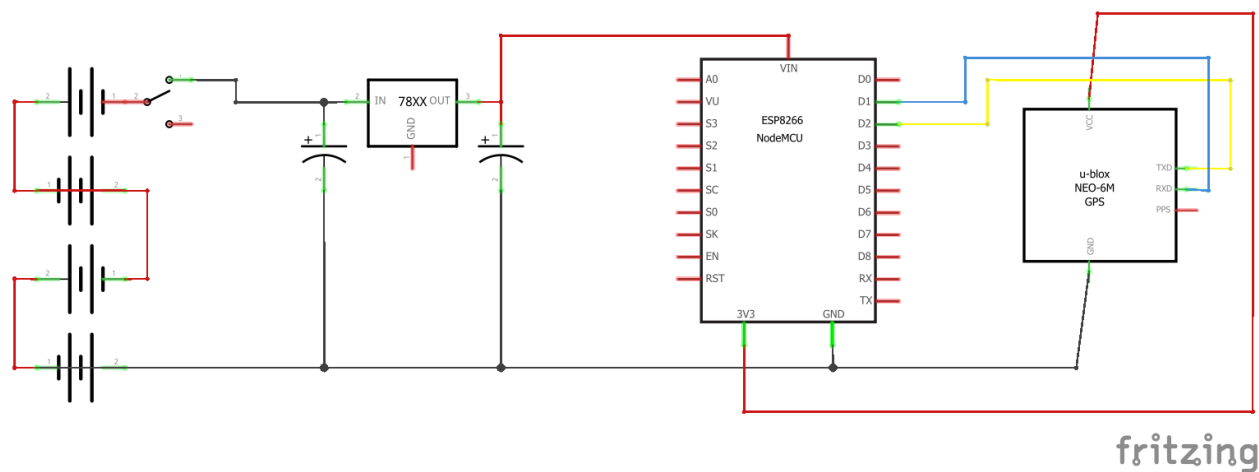 2
1
2
1
3
1
2
2
1
1
2
+
1
2
2
IN
78XX
OUT
3
GND
1
+
1
2
VIN
A0
VU
S3
S2
S1
SC
S0
SK
EN
RST
ESP8266
NodeMCU
D0
D1
D2
D3
D4
D5
D6
D7
D8
RX
TX
3V3
GND
VCC
u-blox
NEO-6M
GPS
TXD
RXD
PPS
GND
fritzing